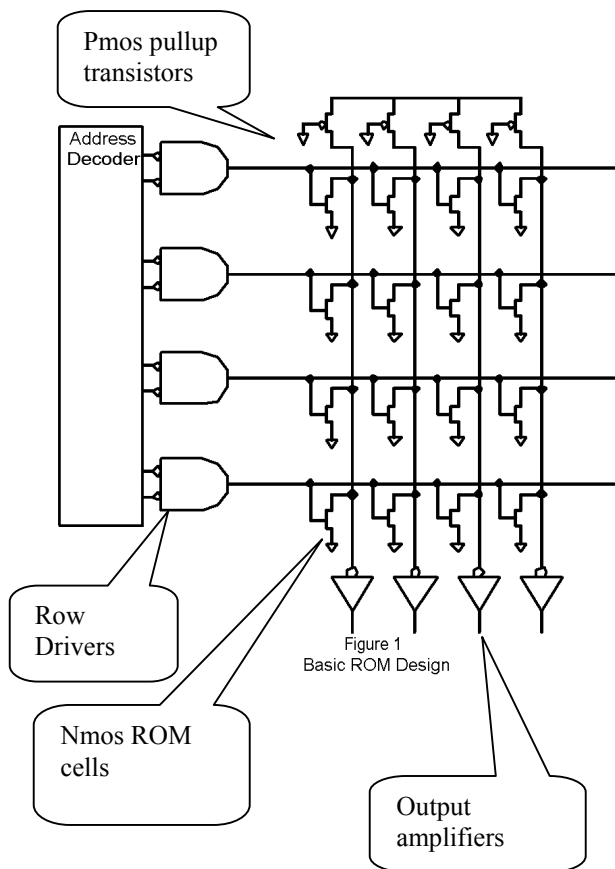 Pmos pullup
transistors
Address
Decoder
Row
Drivers
Figure 1
Basic ROM Design
Nmos ROM
cells
Output
amplifiers